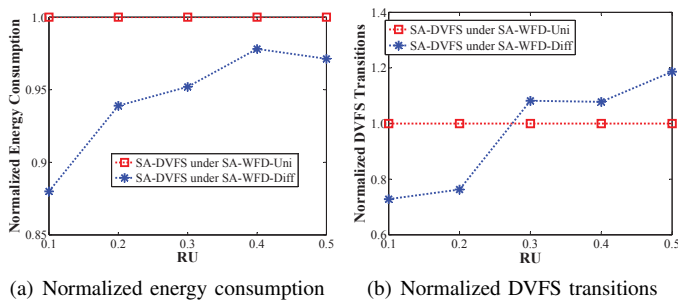 Normalized Energy Consumption
1.0
0.95
0.9
0.85
SA-DVFS under SA-WFD-Uni
SA-DVFS under SA-WFD-Diff
0.1
0.2
0.3
0.4
0.5
RU
(a) Normalized energy consumption
Normalized DVFS Transitions
1.4
1.2
1.0
0.8
0.6
SA-DVFS under SA-WFD-Uni
SA-DVFS under SA-WFD-Diff
0.1
0.2
0.3
0.4
0.5
RU
(b) Normalized DVFS transitions